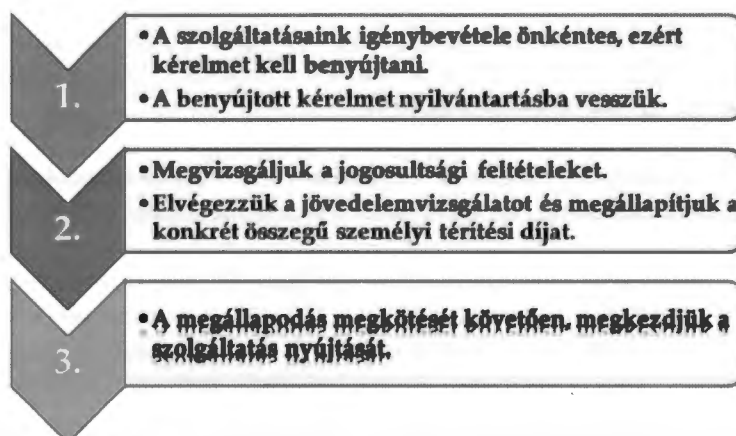 1.
• A szolgáltatásaink igénybevétele önkéntes, ezért
kérelmet kell benyújtani.
• A benyújtott kérelmet nyilvántartásba vesszük.
2.
• Megvizsgáljuk a jogosultsági feltételeket.
• Elvégezzük a jövedelemvizsgálatot és megállapítjuk a
konkrét összegű személyi térítési díjat.
3.
• A megállapodás megkötését követően, megkezdjük a
szolgáltatás nyújtását.